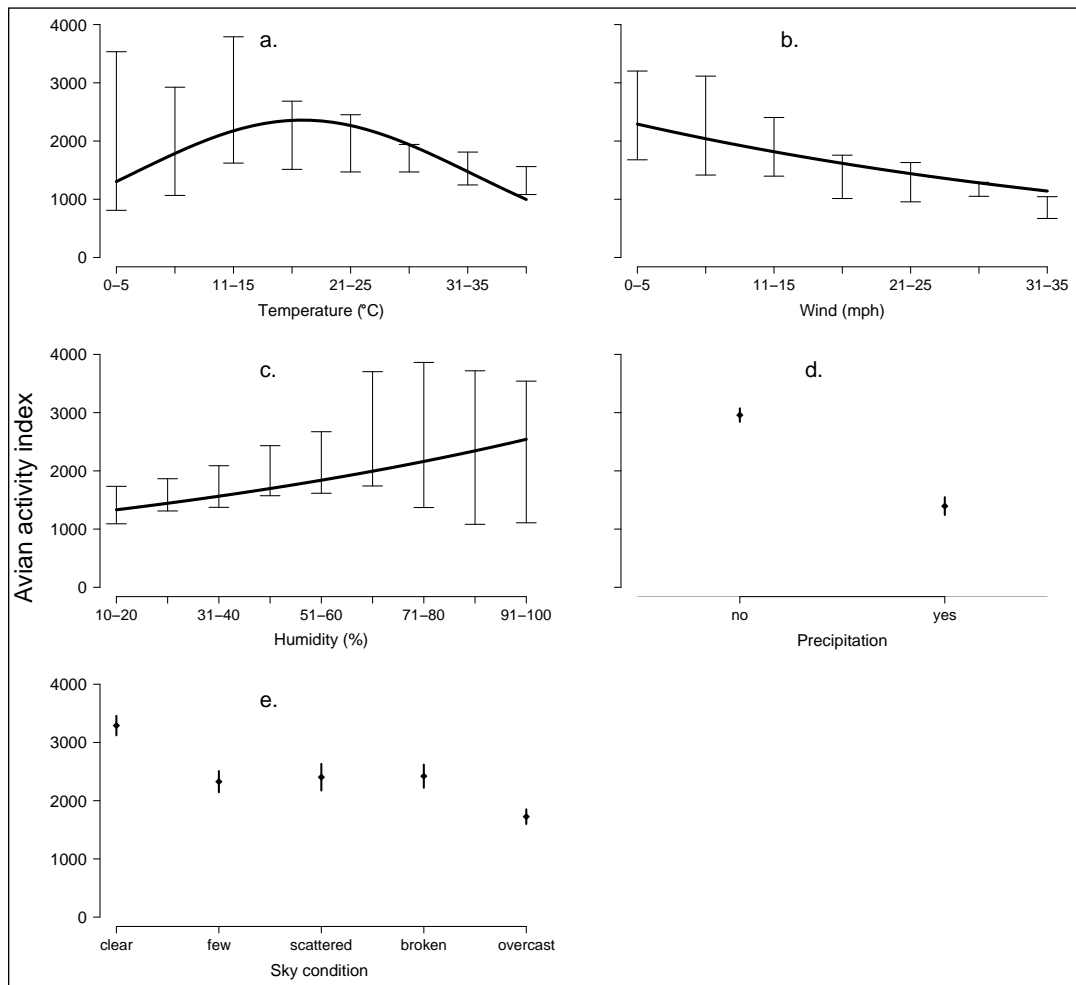 Avian activity index
a.
4000
3000
2000
1000
0
0–5
11–15
21–25
31–35
Temperature (°C)
b.
0–5
11–15
21–25
31–35
Wind (mph)
c.
4000
3000
2000
1000
0
10–20
31–40
51–60
71–80
91–100
Humidity (%)
d.
no
yes
Precipitation
e.
4000
3000
2000
1000
0
clear
few
scattered
broken
overcast
Sky condition